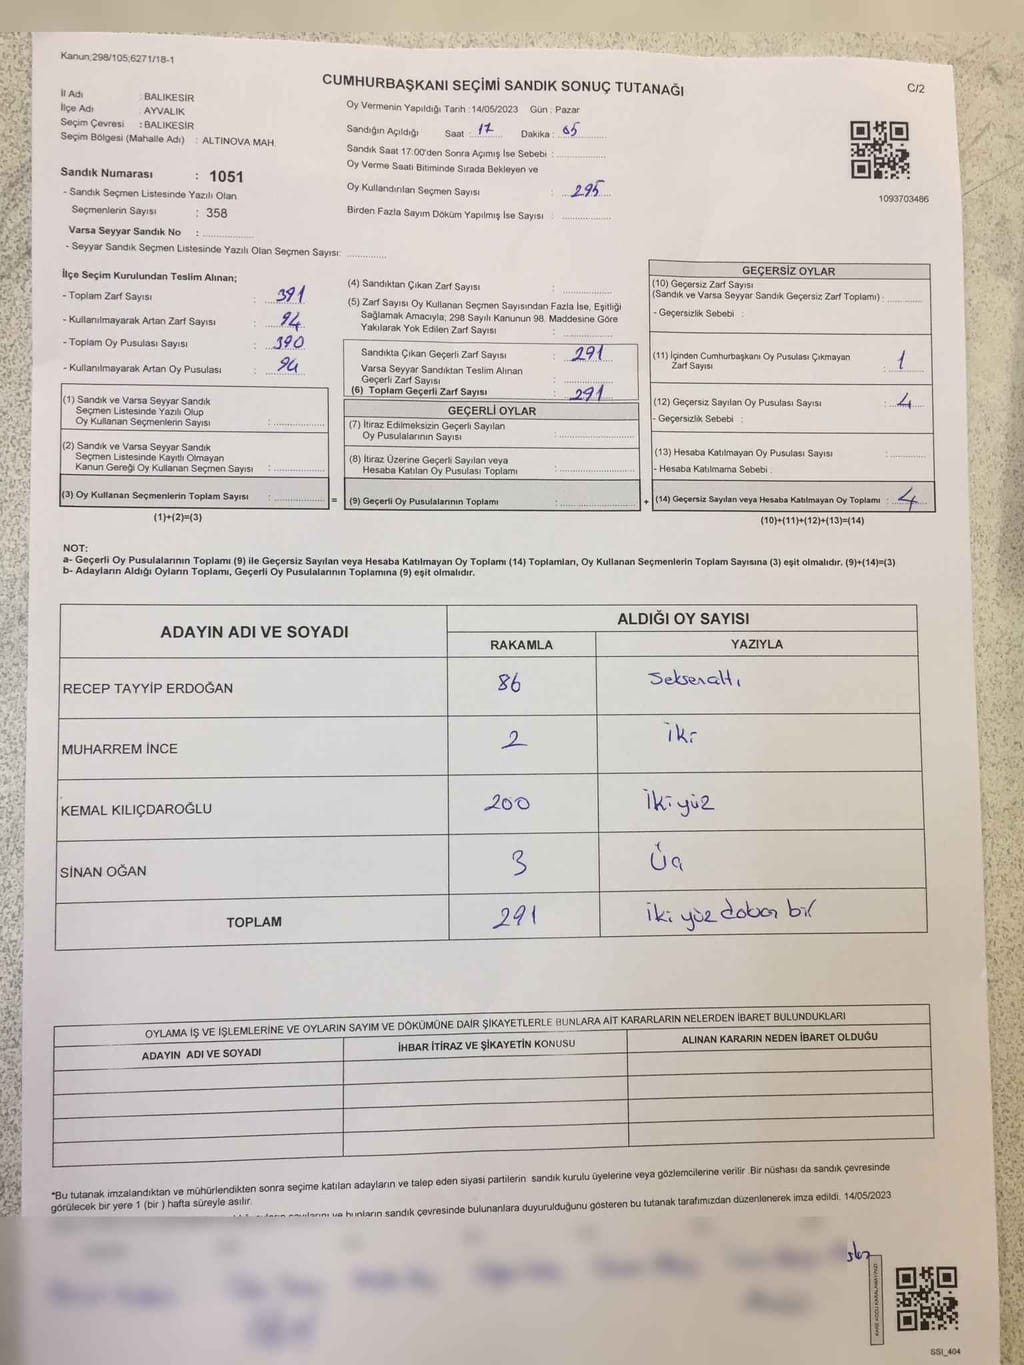 Kanun;298/105;6271/18-1
CUMHURBAŞKANI SEÇİMİ SANDIK SONUÇ TUTANAĞI
C/2
İl Adı : BALIKESİR
İlçe Adı : AYVALIK
Seçim Çevresi : BALIKESİR
Seçim Bölgesi (Mahalle Adı) : ALTINOVA MAH.
Sandık Numarası : 1051
- Sandık Seçmen Listesinde Yazılı Olan
Seçmenlerin Sayısı : 358
Varsa Seyyar Sandık No :
- Seyyar Sandık Seçmen Listesinde Yazılı Olan Seçmen Sayısı:
Oy Vermenin Yapıldığı Tarih :14/05/2023 Gün : Pazar
Sandığın Açıldığı Saat : 17 Dakika : 05
Sandık Saat 17:00'den Sonra Açımış İse Sebebi :
Oy Verme Saati Bitiminde Sırada Bekleyen ve
Oy Kullandırılan Seçmen Sayısı : 295
Birden Fazla Sayım Döküm Yapılmış İse Sayısı :
1093703486
İlçe Seçim Kurulundan Teslim Alınan;
- Toplam Zarf Sayısı : 391
- Kullanılmayarak Artan Zarf Sayısı : 94
- Toplam Oy Pusulası Sayısı : 390
- Kullanılmayarak Artan Oy Pusulası : 94
(1) Sandık ve Varsa Seyyar Sandık
Seçmen Listesinde Yazılı Olup
Oy Kullanan Seçmenlerin Sayısı :
(2) Sandık ve Varsa Seyyar Sandık
Seçmen Listesinde Kayıtlı Olmayan
Kanun Gereği Oy Kullanan Seçmen Sayısı :
(3) Oy Kullanan Seçmenlerin Toplam Sayısı : =
(1)+(2)=(3)
(4) Sandıktan Çıkan Zarf Sayısı :
(5) Zarf Sayısı Oy Kullanan Seçmen Sayısından Fazla İse, Eşitliği
Sağlamak Amacıyla; 298 Sayılı Kanunun 98. Maddesine Göre
Yakılarak Yok Edilen Zarf Sayısı :
Sandıkta Çıkan Geçerli Zarf Sayısı : 291
Varsa Seyyar Sandıktan Teslim Alınan
Geçerli Zarf Sayısı :
(6) Toplam Geçerli Zarf Sayısı : 291
GEÇERLİ OYLAR
(7) İtiraz Edilmeksizin Geçerli Sayılan
Oy Pusulalarının Sayısı :
(8) İtiraz Üzerine Geçerli Sayılan veya
Hesaba Katılan Oy Pusulası Toplamı :
(9) Geçerli Oy Pusulalarının Toplamı : +
GEÇERSİZ OYLAR
(10) Geçersiz Zarf Sayısı
(Sandık ve Varsa Seyyar Sandık Geçersiz Zarf Toplamı) :
- Geçersizlik Sebebi :
(11) İçinden Cumhurbaşkanı Oy Pusulası Çıkmayan
Zarf Sayısı : 1
(12) Geçersiz Sayılan Oy Pusulası Sayısı : 4
- Geçersizlik Sebebi :
(13) Hesaba Katılmayan Oy Pusulası Sayısı :
- Hesaba Katılmama Sebebi :
(14) Geçersiz Sayılan veya Hesaba Katılmayan Oy Toplamı : 4
(10)+(11)+(12)+(13)=(14)
NOT:
a- Geçerli Oy Pusulalarının Toplamı (9) ile Geçersiz Sayılan veya Hesaba Katılmayan Oy Toplamı (14) Toplamları, Oy Kullanan Seçmenlerin Toplam Sayısına (3) eşit olmalıdır. (9)+(14)=(3)
b- Adayların Aldığı Oyların Toplamı, Geçerli Oy Pusulalarının Toplamına (9) eşit olmalıdır.
ADAYIN ADI VE SOYADI ALDIĞI OY SAYISI
RAKAMLA YAZIYLA
RECEP TAYYİP ERDOĞAN 86 Seksenaltı
MUHARREM İNCE 2 iki
KEMAL KILIÇDAROĞLU 200 İki yüz
SİNAN OĞAN 3 Üç
TOPLAM 291 iki yüz doksan bir
OYLAMA İŞ VE İŞLEMLERİNE VE OYLARIN SAYIM VE DÖKÜMÜNE DAİR ŞİKAYETLERLE BUNLARA AİT KARARLARIN NELERDEN İBARET BULUNDUKLARI
ADAYIN ADI VE SOYADI İHBAR İTİRAZ VE ŞİKAYETİN KONUSU ALINAN KARARIN NEDEN İBARET OLDUĞU
*Bu tutanak imzalandıktan ve mühürlendikten sonra seçime katılan adayların ve talep eden siyasi partilerin sandık kurulu üyelerine veya gözlemcilerine verilir .Bir nüshası da sandık çevresinde
görülecek bir yere 1 (bir ) hafta süreyle asılır.
ve bunların sandık çevresinde bulunanlara duyurulduğunu gösteren bu tutanak tarafımızdan düzenlenerek imza edildi. 14/05/2023
KARE KODU KARALAMAYINIZ!
SSI_404